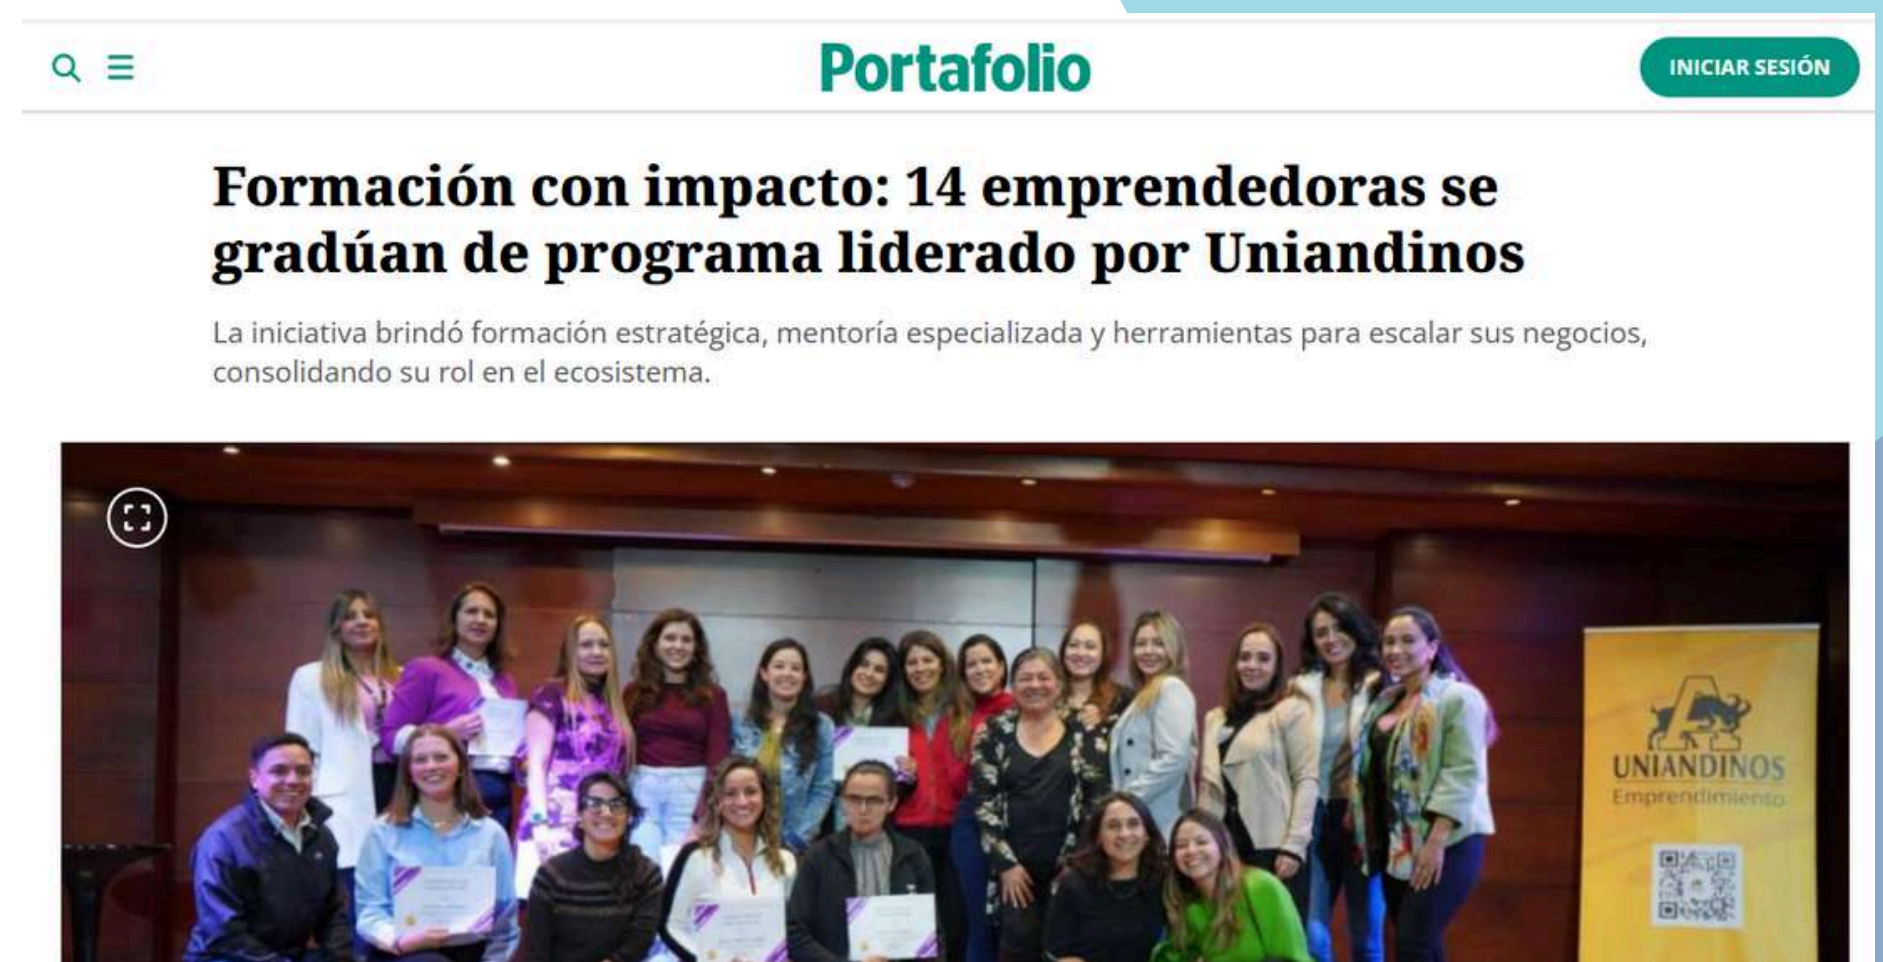 Portafolio
INICIAR SESIÓN
Formación con impacto: 14 emprendedoras se
gradúan de programa liderado por Uniandinos
La iniciativa brindó formación estratégica, mentoría especializada y herramientas para escalar sus negocios,
consolidando su rol en el ecosistema.
UNIANDINOS
Emprendimiento